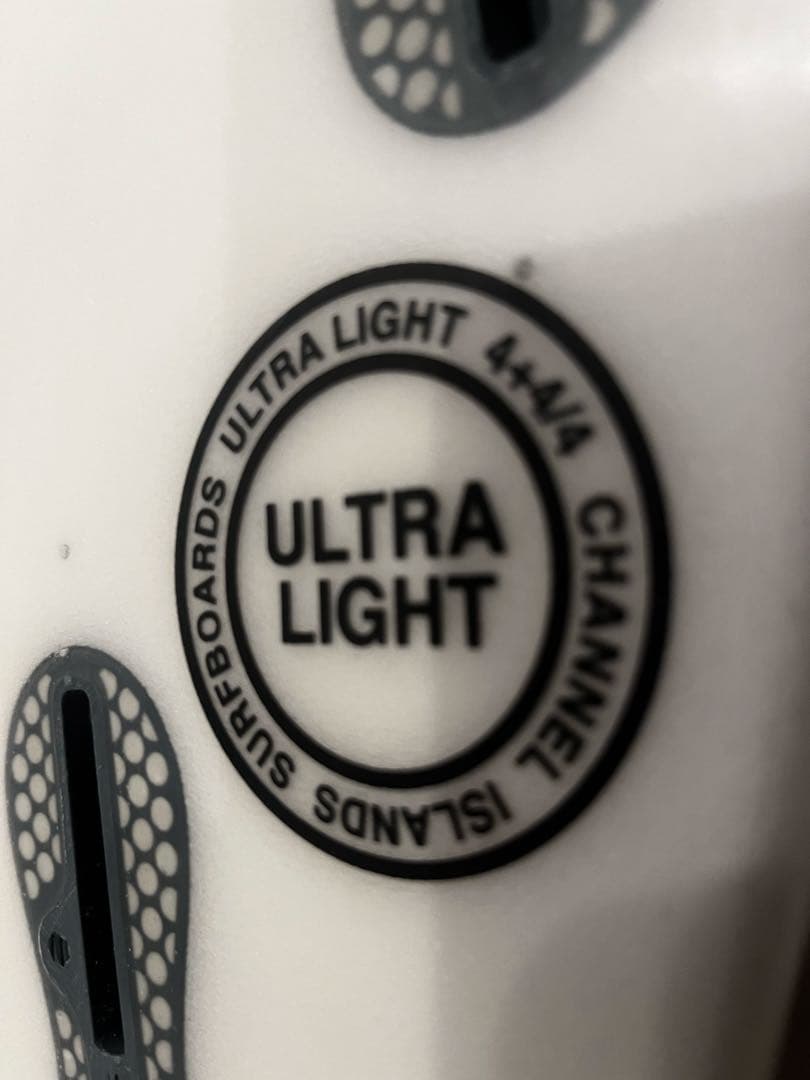 ULTRA LIGHT 4+4/4 CHANNEL ISLANDS SURFBOARDS
ULTRA
LIGHT